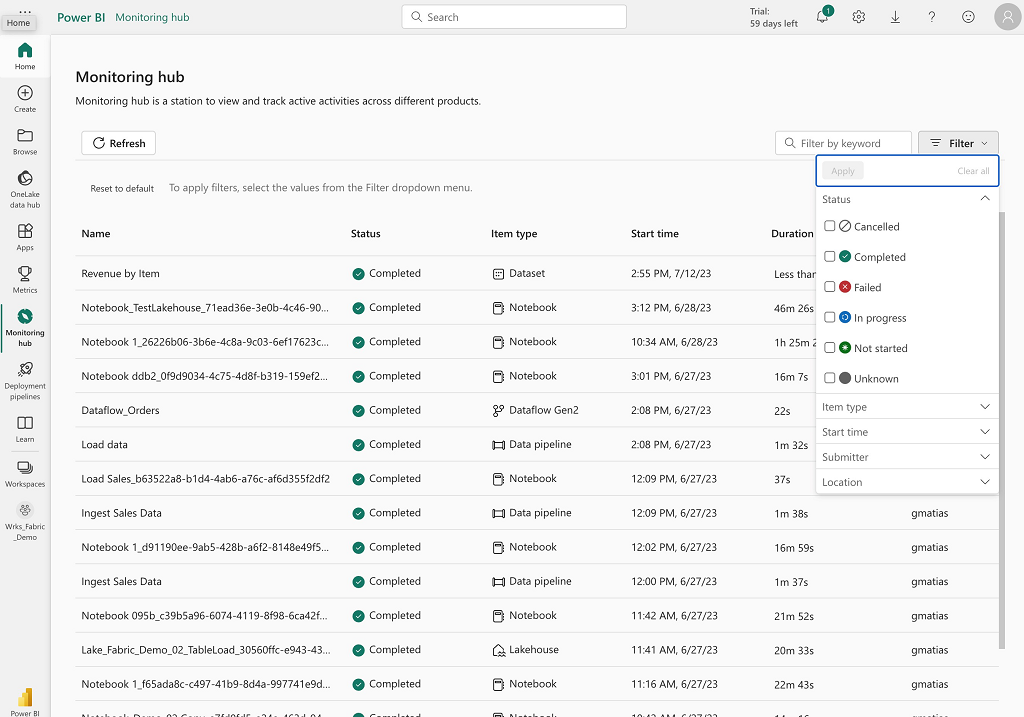 Home
Power BI Monitoring hub
Search
Trial:
59 days left
1
?
Home
Create
Browse
OneLake
data hub
Apps
Metrics
Monitoring
hub
Deployment
pipelines
Learn
Workspaces
Wrks_Fabric
_Demo
Power BI
Monitoring hub
Monitoring hub is a station to view and track active activities across different products.
Refresh
Filter by keyword
Filter
Reset to default To apply filters, select the values from the Filter dropdown menu.
Apply Clear all
Status
Cancelled
Completed
Failed
In progress
Not started
Unknown
Item type
Start time
Submitter
Location
Name Status Item type Start time Duration
Revenue by Item Completed Dataset 2:55 PM, 7/12/23 Less than
Notebook_TestLakehouse_71ead36e-3e0b-4c46-90... Completed Notebook 3:12 PM, 6/28/23 46m 26s
Notebook 1_26226b06-3b6e-4c8a-9c03-6ef17623c... Completed Notebook 10:34 AM, 6/28/23 1h 25m 2
Notebook ddb2_0f9d9034-4c75-4d8f-b319-159ef2... Completed Notebook 3:01 PM, 6/27/23 16m 7s
Dataflow_Orders Completed Dataflow Gen2 2:08 PM, 6/27/23 22s
Load data Completed Data pipeline 2:08 PM, 6/27/23 1m 32s
Load Sales_b63522a8-b1d4-4ab6-a76c-af6d355f2df2 Completed Notebook 12:09 PM, 6/27/23 37s
Ingest Sales Data Completed Data pipeline 12:09 PM, 6/27/23 1m 38s gmatias
Notebook 1_d91190ee-9ab5-428b-a6f2-8148e49f5... Completed Notebook 12:02 PM, 6/27/23 16m 59s gmatias
Ingest Sales Data Completed Data pipeline 12:00 PM, 6/27/23 1m 37s gmatias
Notebook 095b_c39b5a96-6074-4119-8f98-6ca42f... Completed Notebook 11:42 AM, 6/27/23 21m 52s gmatias
Lake_Fabric_Demo_02_TableLoad_30560ffc-e943-43... Completed Lakehouse 11:41 AM, 6/27/23 20m 33s gmatias
Notebook 1_f65ada8c-c497-41b9-8d4a-997741e9d... Completed Notebook 11:16 AM, 6/27/23 22m 43s gmatias